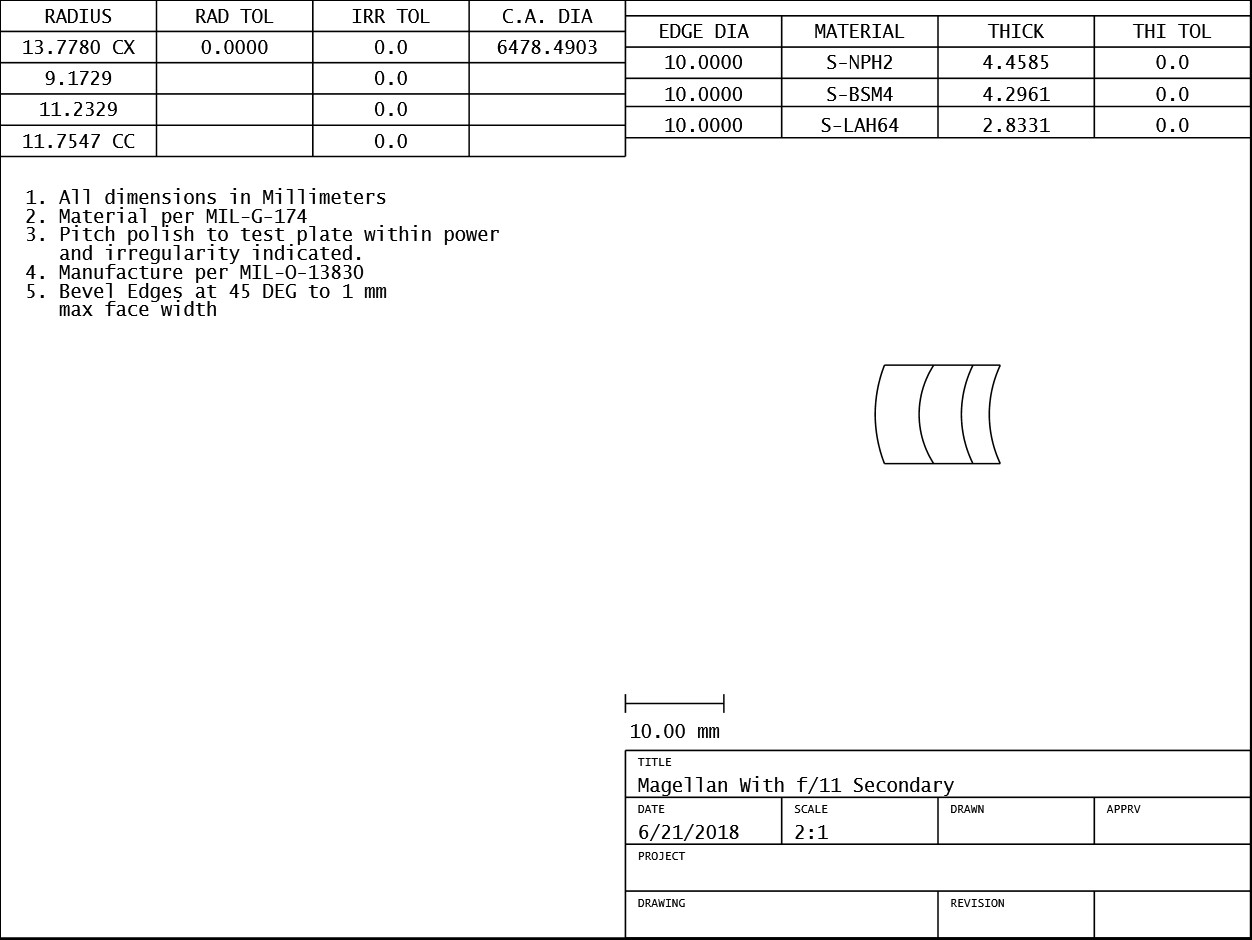 RADIUS RAD TOL IRR TOL C.A. DIA
13.7780 CX 0.0000 0.0 6478.4903
9.1729 0.0
11.2329 0.0
11.7547 CC 0.0
EDGE DIA MATERIAL THICK THI TOL
10.0000 S-NPH2 4.4585 0.0
10.0000 S-BSM4 4.2961 0.0
10.0000 S-LAH64 2.8331 0.0
1. All dimensions in Millimeters
2. Material per MIL-G-174
3. Pitch polish to test plate within power
and irregularity indicated.
4. Manufacture per MIL-O-13830
5. Bevel Edges at 45 DEG to 1 mm
max face width
10.00 mm
TITLE
Magellan With f/11 Secondary
DATE SCALE DRAWN APPRV
6/21/2018 2:1
PROJECT
DRAWING REVISION